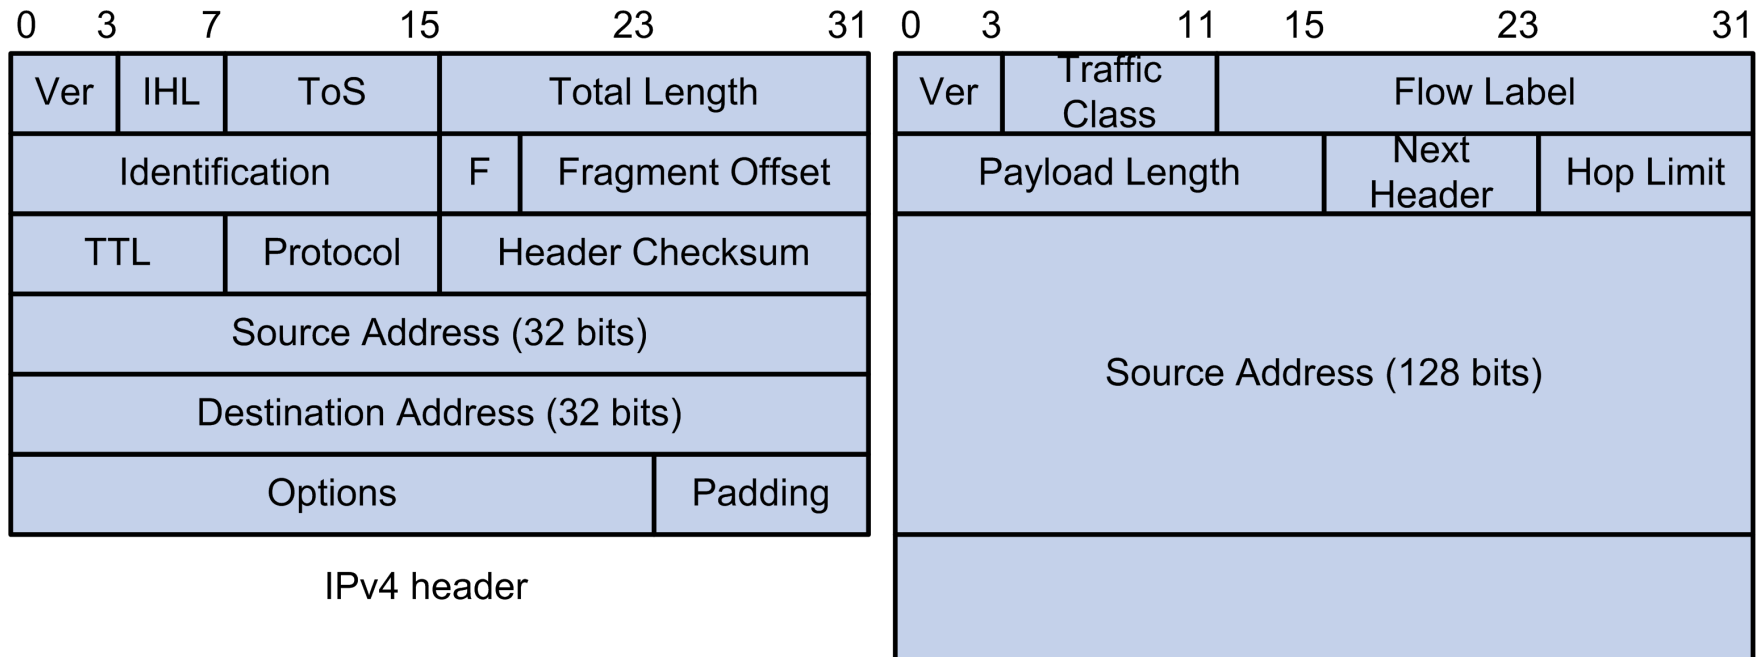 0 3 7 15 23 31
Ver IHL ToS Total Length
Identification F Fragment Offset
TTL Protocol Header Checksum
Source Address (32 bits)
Destination Address (32 bits)
Options Padding
IPv4 header
0 3 11 15 23 31
Ver Traffic Class Flow Label
Payload Length Next Header Hop Limit
Source Address (128 bits)